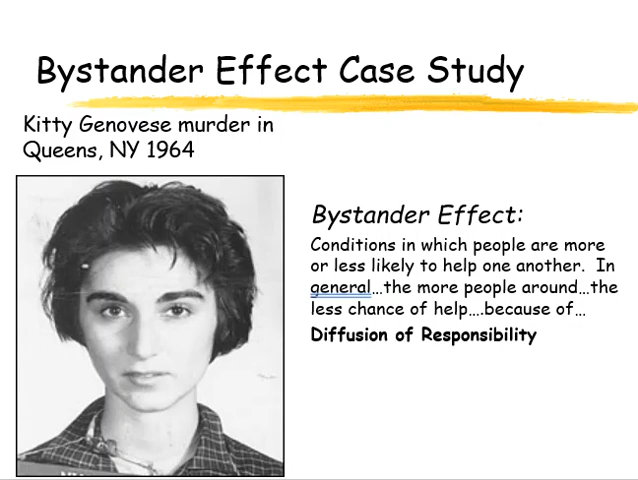 Bystander Effect Case Study
Kitty Genovese murder in
Queens, NY 1964
Bystander Effect:
Conditions in which people are more
or less likely to help one another.  In
general…the more people around…the
less chance of help….because of…
Diffusion of Responsibility